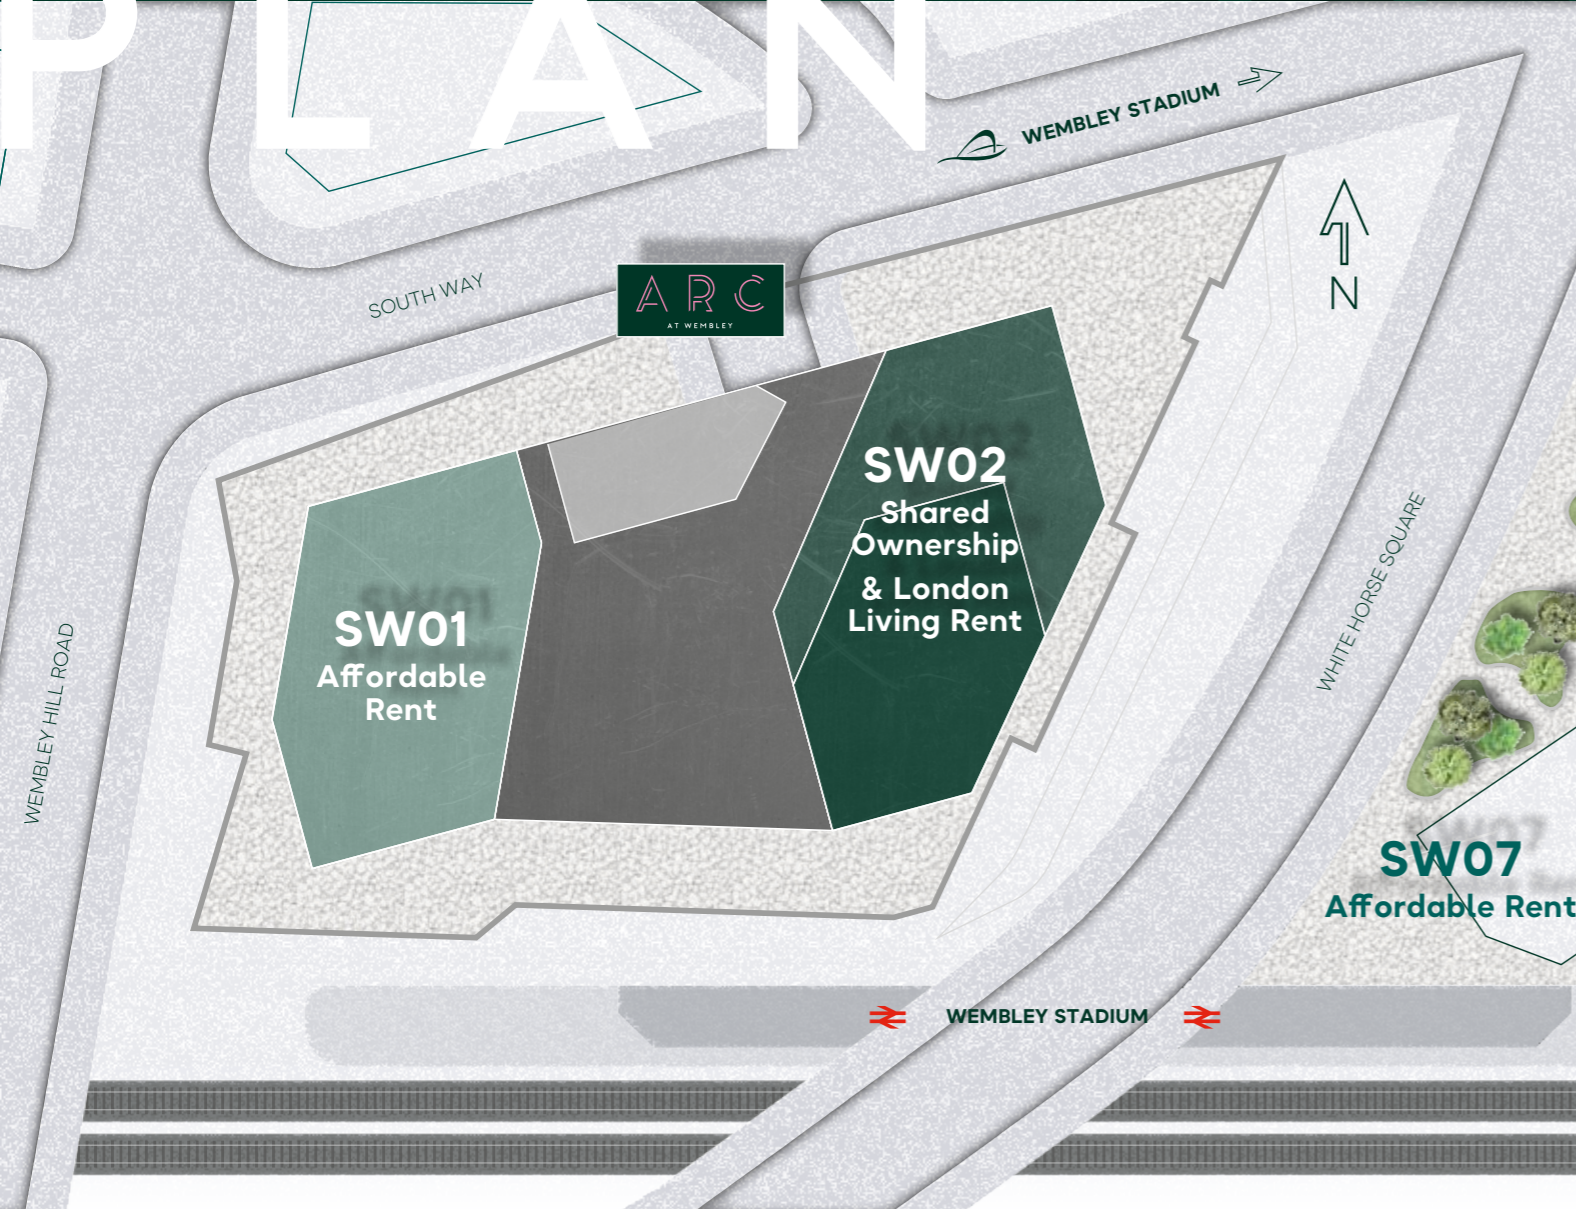 PLAN
WEMBLEY STADIUM
N
SOUTH WAY
ARC
AT WEMBLEY
SW02
Shared
Ownership
& London
Living Rent
SW01
Affordable
Rent
WEMBLEY HILL ROAD
WHITE HORSE SQUARE
SW07
Affordable Rent
WEMBLEY STADIUM